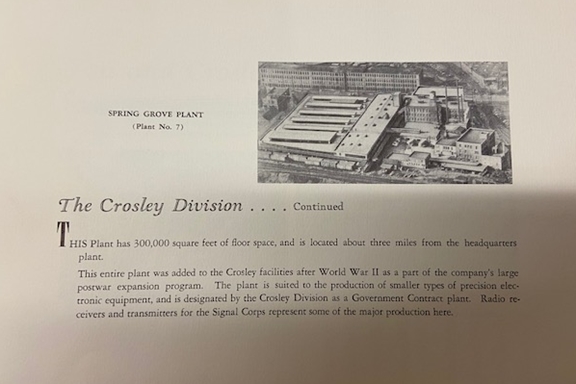 SPRING GROVE PLANT
(Plant No. 7)
The Crosley Division .... Continued
THIS Plant has 300,000 square feet of floor space, and is located about three miles from the headquarters
plant.
This entire plant was added to the Crosley facilities after World War II as a part of the company's large
postwar expansion program. The plant is suited to the production of smaller types of precision elec-
tronic equipment, and is designated by the Crosley Division as a Government Contract plant. Radio re-
ceivers and transmitters for the Signal Corps represent some of the major production here.